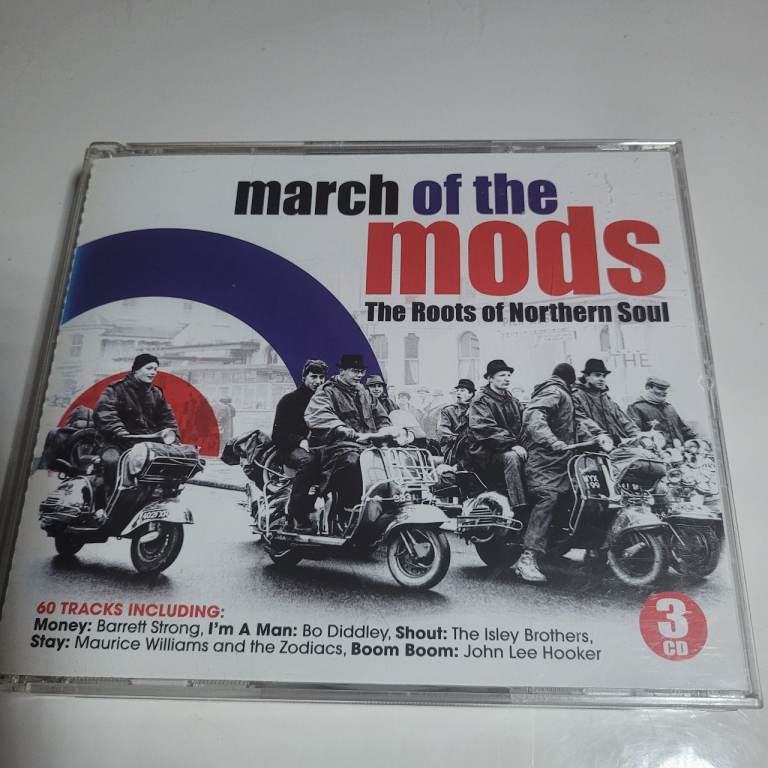 march of the
mods
The Roots of Northern Soul
THE
60 TRACKS INCLUDING:
Money: Barrett Strong, I'm A Man: Bo Diddley, Shout: The Isley Brothers,
Stay: Maurice Williams and the Zodiacs, Boom Boom: John Lee Hooker
3
CD